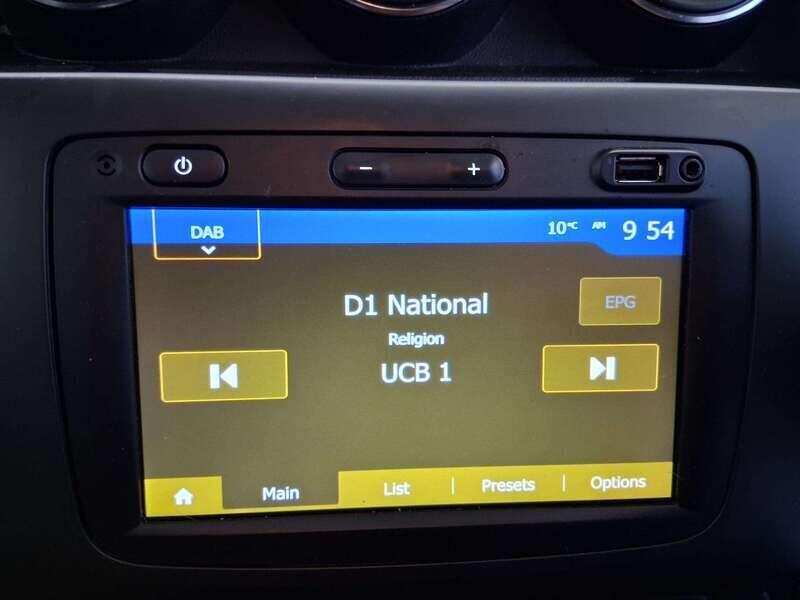 DAB
10°C AM 9 54
D1 National
EPG
Religion
UCB 1
Main List Presets Options